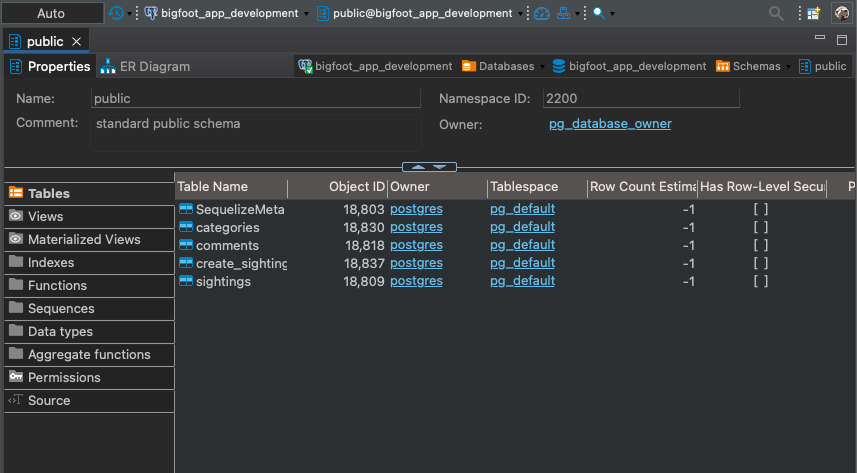 Auto bigfoot_app_development public@bigfoot_app_development
public
Properties ER Diagram bigfoot_app_development Databases bigfoot_app_development Schemas public
Name: public Namespace ID: 2200
Comment: standard public schema Owner: pg_database_owner
Tables
Views
Materialized Views
Indexes
Functions
Sequences
Data types
Aggregate functions
Permissions
Source
Table Name Object ID Owner Tablespace Row Count Estima Has Row-Level Secu P
SequelizeMeta 18,803 postgres pg_default -1 [ ]
categories 18,830 postgres pg_default -1 [ ]
comments 18,818 postgres pg_default -1 [ ]
create_sighting 18,837 postgres pg_default -1 [ ]
sightings 18,809 postgres pg_default -1 [ ]